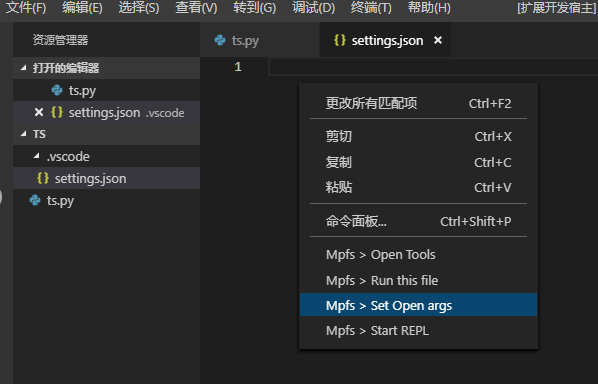 文件(F) 编辑(E) 选择(S) 查看(V) 转到(G) 调试(D) 终端(T) 帮助(H) [扩展开发宿主]
资源管理器
打开的编辑器
ts.py
settings.json .vscode
TS
.vscode
settings.json
ts.py
ts.py settings.json
1
更改所有匹配项 Ctrl+F2
剪切 Ctrl+X
复制 Ctrl+C
粘贴 Ctrl+V
命令面板... Ctrl+Shift+P
Mpfs > Open Tools
Mpfs > Run this file
Mpfs > Set Open args
Mpfs > Start REPL